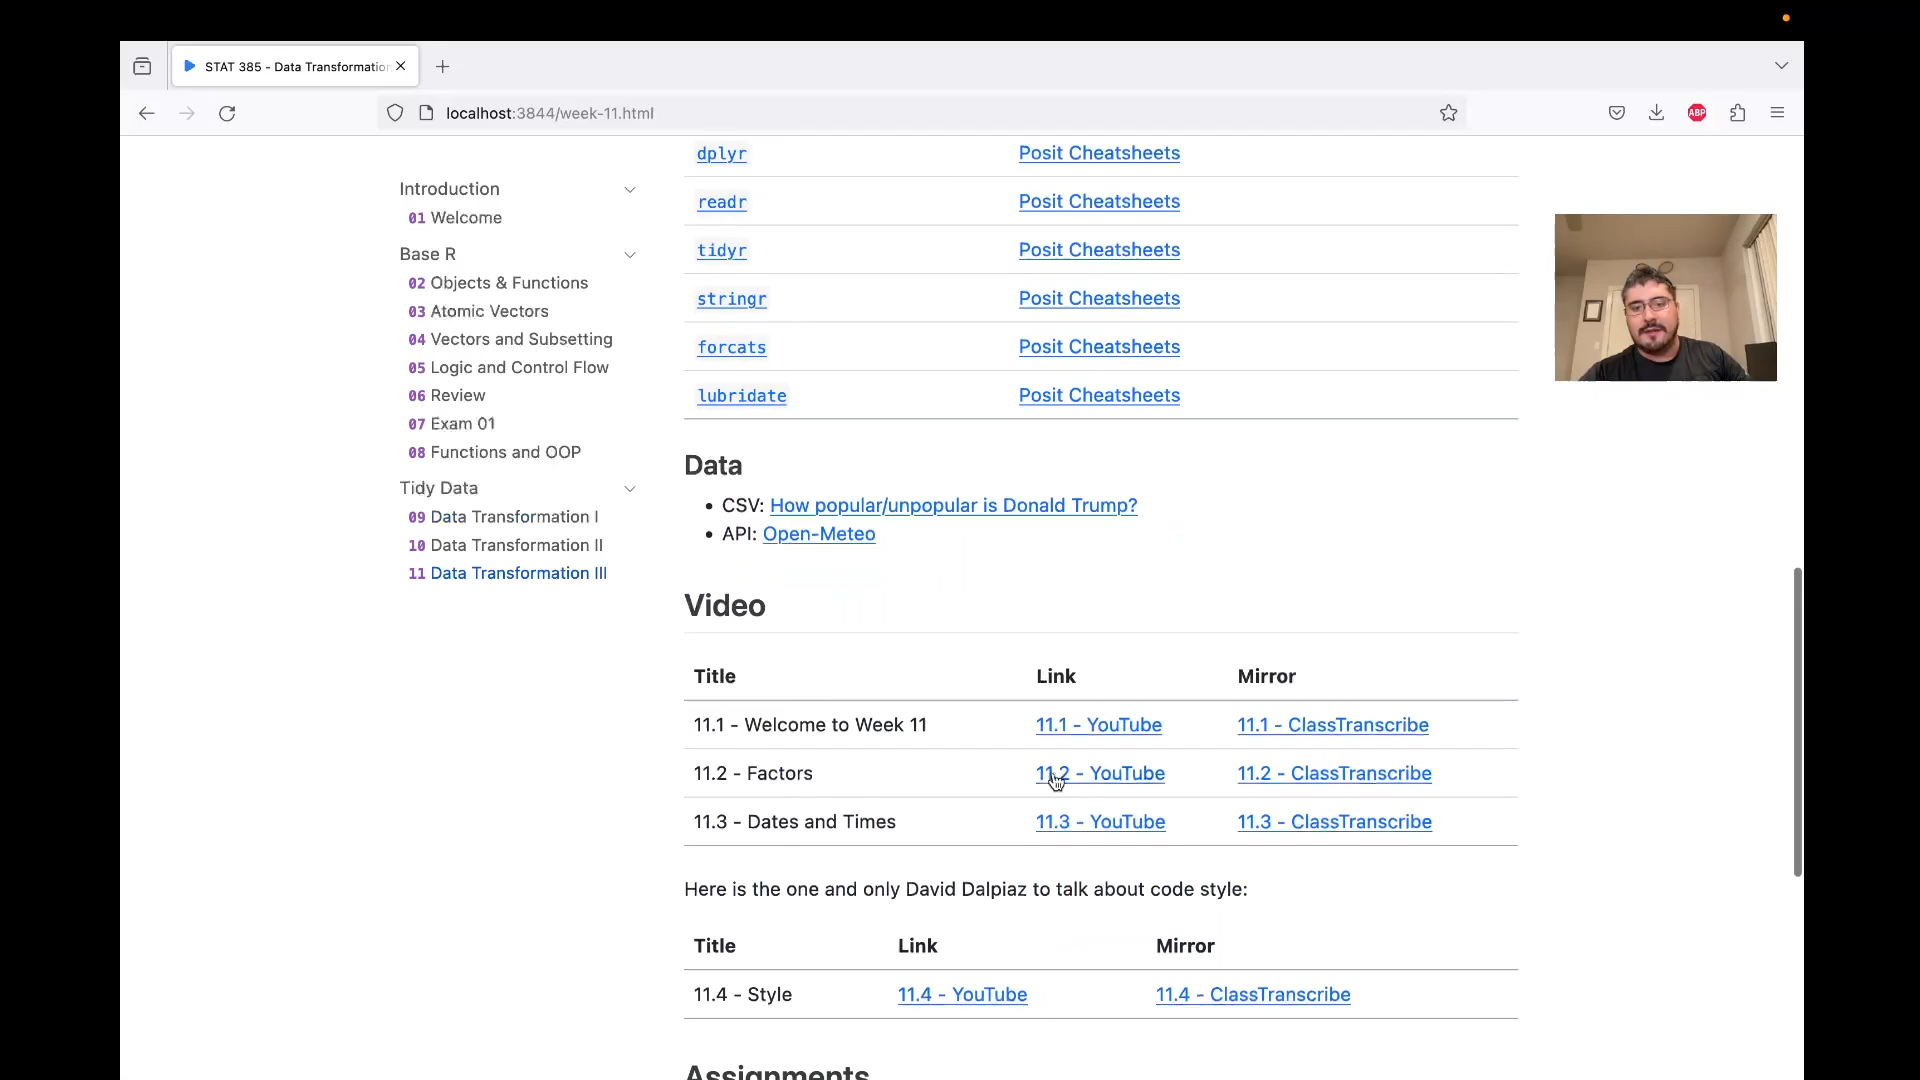 STAT 385 - Data Transformation
localhost:3844/week-11.html
ABP
Introduction
01 Welcome
Base R
02 Objects & Functions
03 Atomic Vectors
04 Vectors and Subsetting
05 Logic and Control Flow
06 Review
07 Exam 01
08 Functions and OOP
Tidy Data
09 Data Transformation I
10 Data Transformation II
11 Data Transformation III
dplyr Posit Cheatsheets
readr Posit Cheatsheets
tidyr Posit Cheatsheets
stringr Posit Cheatsheets
forcats Posit Cheatsheets
lubridate Posit Cheatsheets
Data
• CSV: How popular/unpopular is Donald Trump?
• API: Open-Meteo
Video
Title Link Mirror
11.1 - Welcome to Week 11 11.1 - YouTube 11.1 - ClassTranscribe
11.2 - Factors 11.2 - YouTube 11.2 - ClassTranscribe
11.3 - Dates and Times 11.3 - YouTube 11.3 - ClassTranscribe
Here is the one and only David Dalpiaz to talk about code style:
Title Link Mirror
11.4 - Style 11.4 - YouTube 11.4 - ClassTranscribe
Assignments